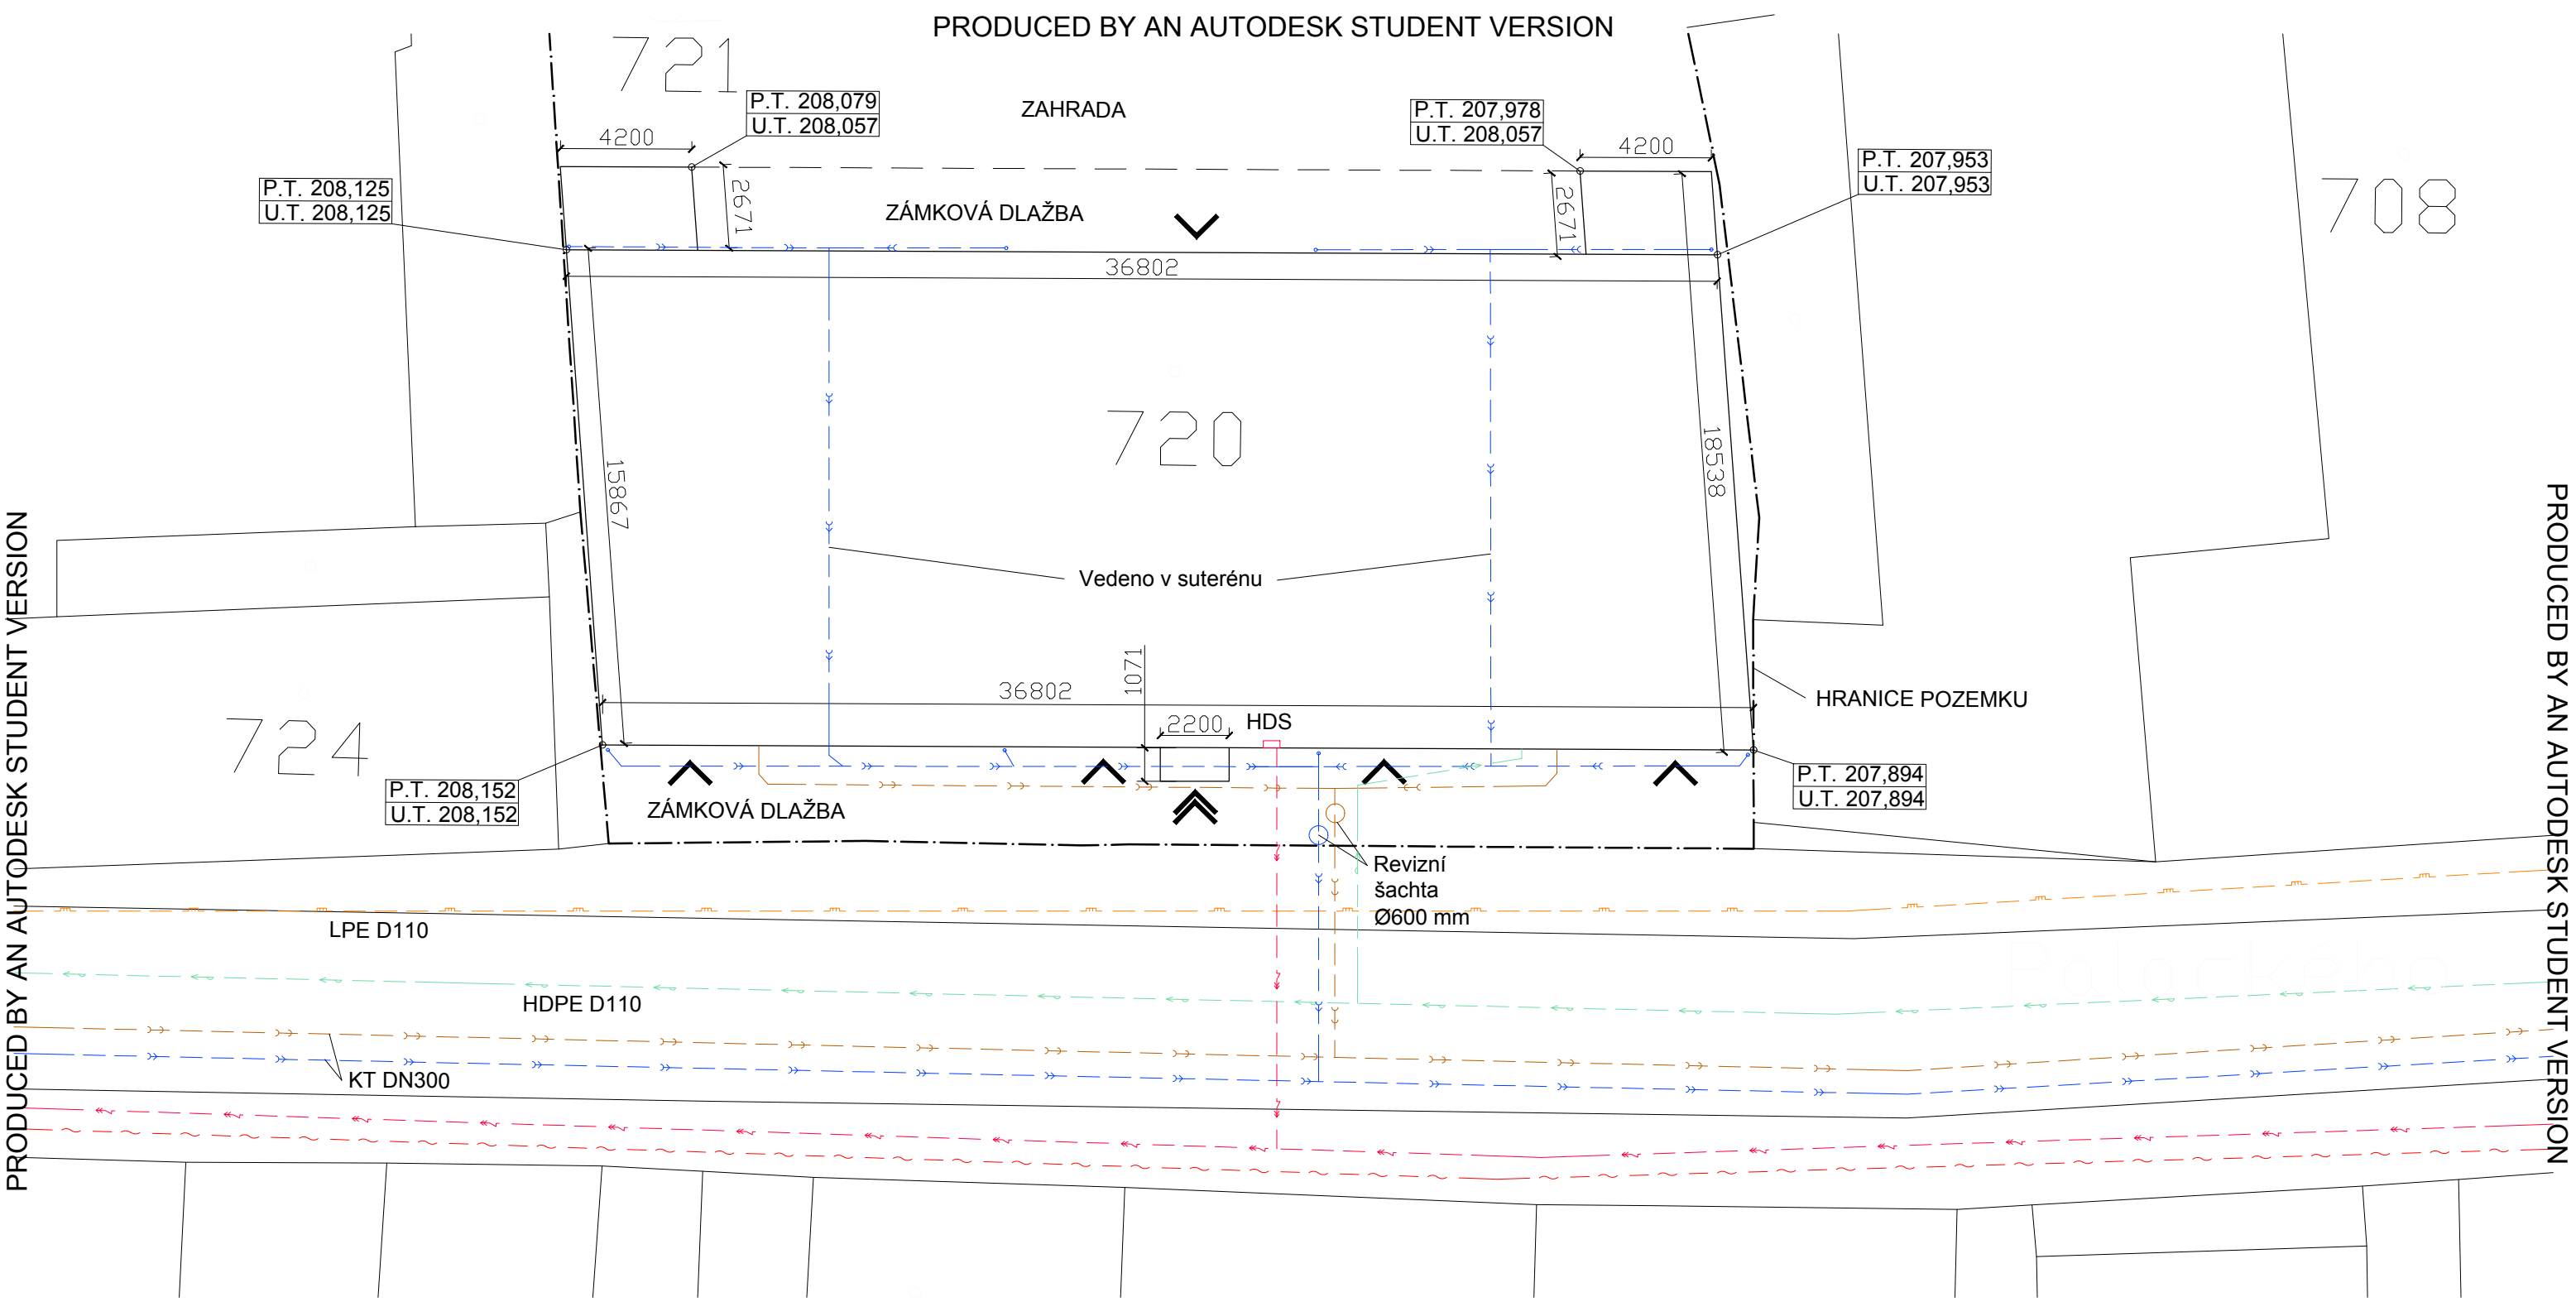 PRODUCED BY AN AUTODESK STUDENT VERSION
721
P.T. 208,079
U.T. 208,057
ZAHRADA
P.T. 207,978
U.T. 208,057
4200
4200
P.T. 207,953
U.T. 207,953
P.T. 208,125
U.T. 208,125
2671
ZÁMKOVÁ DLAŽBA
2671
708
36802
720
15867
18538
Vedeno v suterénu
PRODUCED BY AN AUTODESK STUDENT VERSION
PRODUCED BY AN AUTODESK STUDENT VERSION
1071
36802
HRANICE POZEMKU
724
2200
HDS
P.T. 208,152
U.T. 208,152
ZÁMKOVÁ DLAŽBA
P.T. 207,894
U.T. 207,894
Revizní
šachta
Ø600 mm
LPE D110
HDPE D110
KT DN300